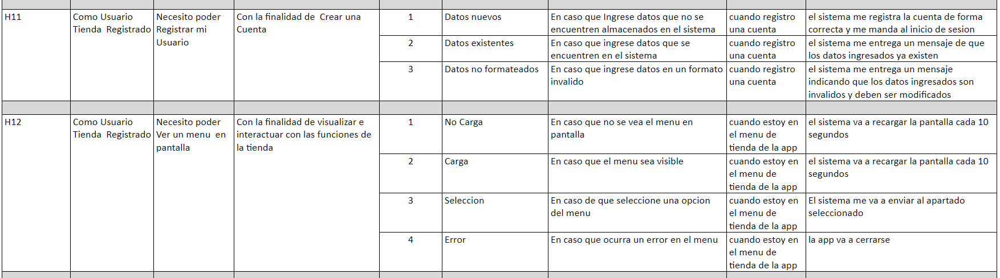 H11
Como Usuario
Tienda  Registrado
Necesito poder
Registrar mi
Usuario
Con la finalidad de  Crear una
Cuenta
1
Datos nuevos
En caso que Ingrese datos que no se
encuentren almacenados en el sistema
cuando registro
una cuenta
el sistema me registra la cuenta de forma
correcta y me manda al inicio de sesion
2
Datos existentes
En caso que ingrese datos que se
encuentren en el sistema
cuando registro
una cuenta
el sistema me entrega un mensaje de que
los datos ingresados ya existen
3
Datos no formateados
En caso que ingrese datos en un formato
invalido
cuando registro
una cuenta
el sistema me entrega un mensaje
indicando que los datos ingresados son
invalidos y deben ser modificados
H12
Como Usuario
Tienda  Registrado
Necesito poder
Ver un menu  en
pantalla
Con la finalidad de visualizar e
interactuar con las funciones de
la tienda
1
No Carga
En caso que no se vea el menu en
pantalla
cuando estoy en
el menu de
tienda de la app
el sistema va a recargar la pantalla cada 10
segundos
2
Carga
En caso que el menu sea visible
cuando estoy en
el menu de
tienda de la app
el sistema va a recargar la pantalla cada 10
segundos
3
Seleccion
En caso de que seleccione una opcion
del menu
cuando estoy en
el menu de
tienda de la app
El sistema me va a enviar al apartado
seleccionado
4
Error
En caso que ocurra un error en el menu
cuando estoy en
el menu de
tienda de la app
la app va a cerrarse